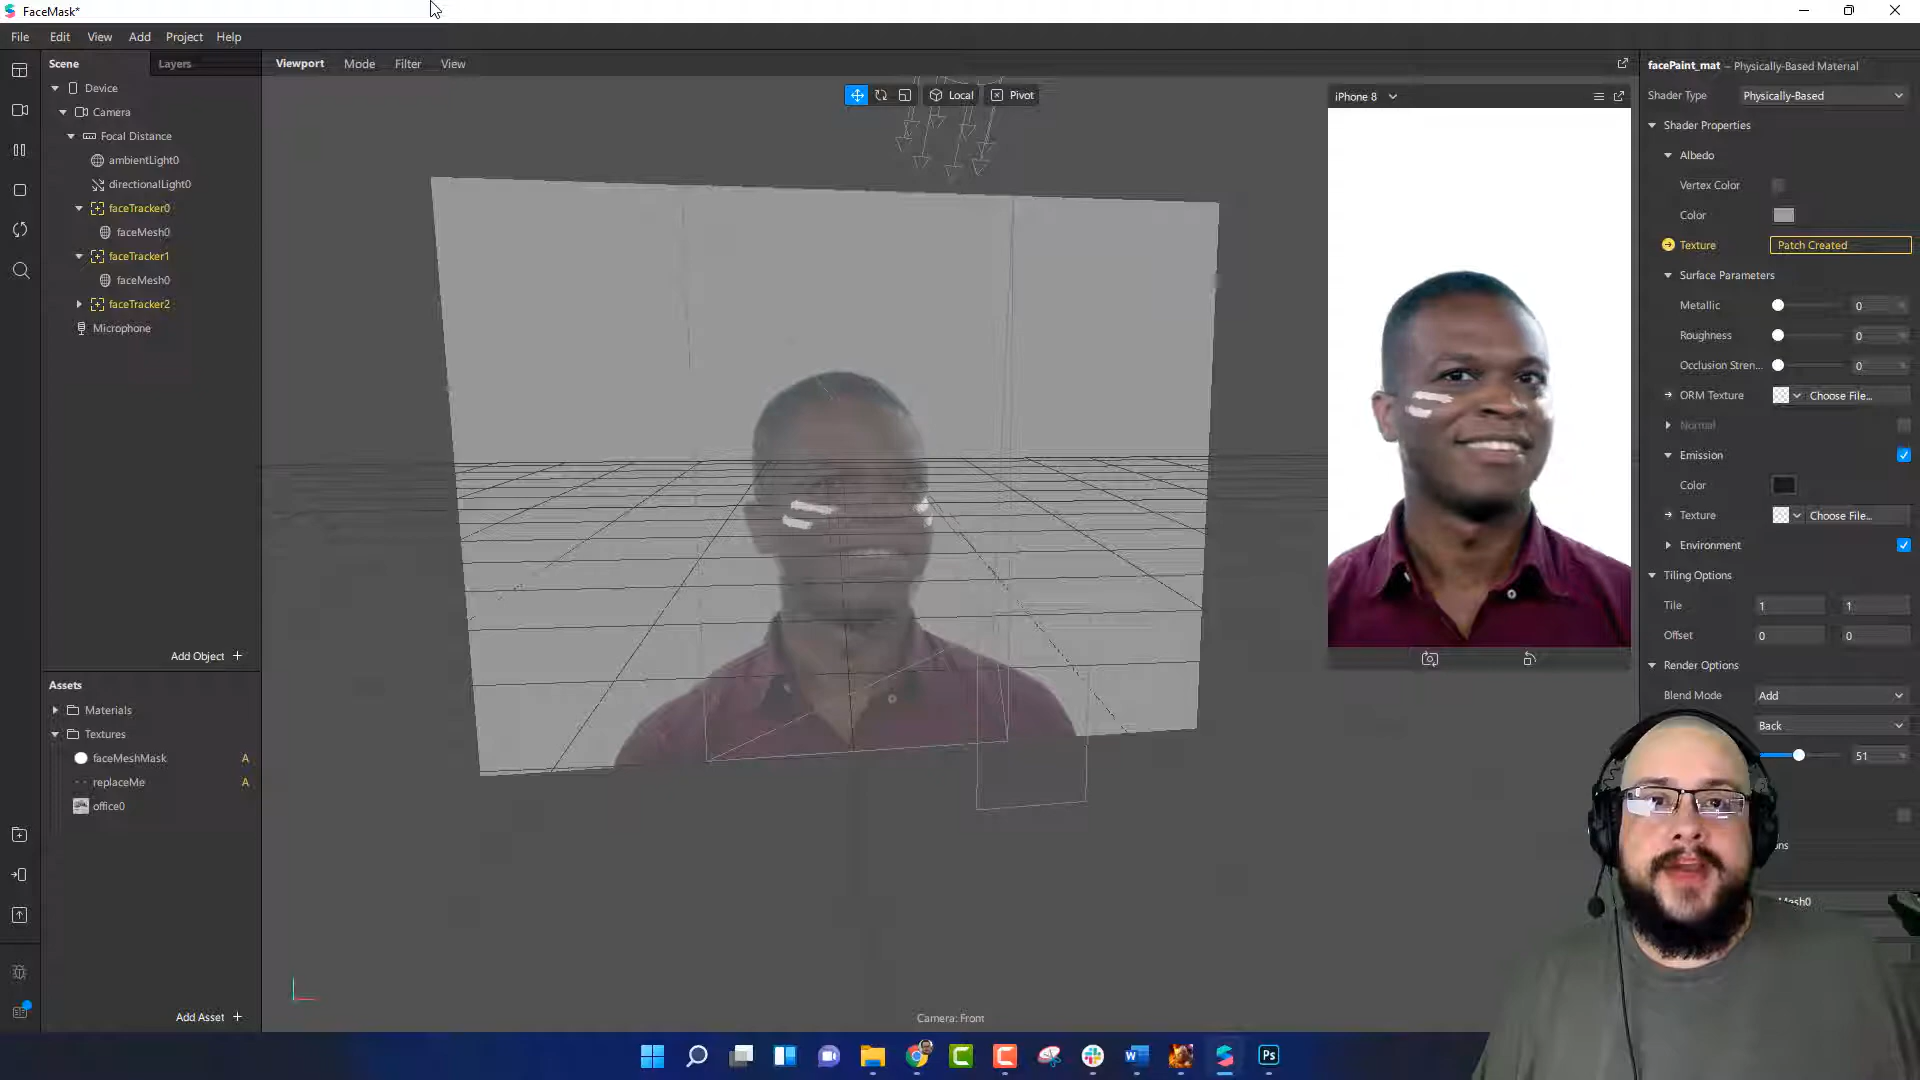 FaceMask*
File Edit View Add Project Help
Scene Layers
Device
Camera
Focal Distance
ambientLight0
directionalLight0
faceTracker0
faceMesh0
faceTracker1
faceMesh0
faceTracker2
Microphone
Add Object +
Assets
Materials
Textures
faceMeshMask A
replaceMe A
office0
Add Asset +
Viewport Mode Filter View
Local Pivot
Camera: Front
iPhone 8
facePaint_mat – Physically-Based Material
Shader Type Physically-Based
Shader Properties
Albedo
Vertex Color
Color
Texture Patch Created
Surface Parameters
Metallic 0
Roughness 0
Occlusion Stren... 0
ORM Texture Choose File...
Normal
Emission
Color
Texture Choose File...
Environment
Tiling Options
Tile 1 1
Offset 0 0
Render Options
Blend Mode Add
Back
51
ons
Mesh0
Ps